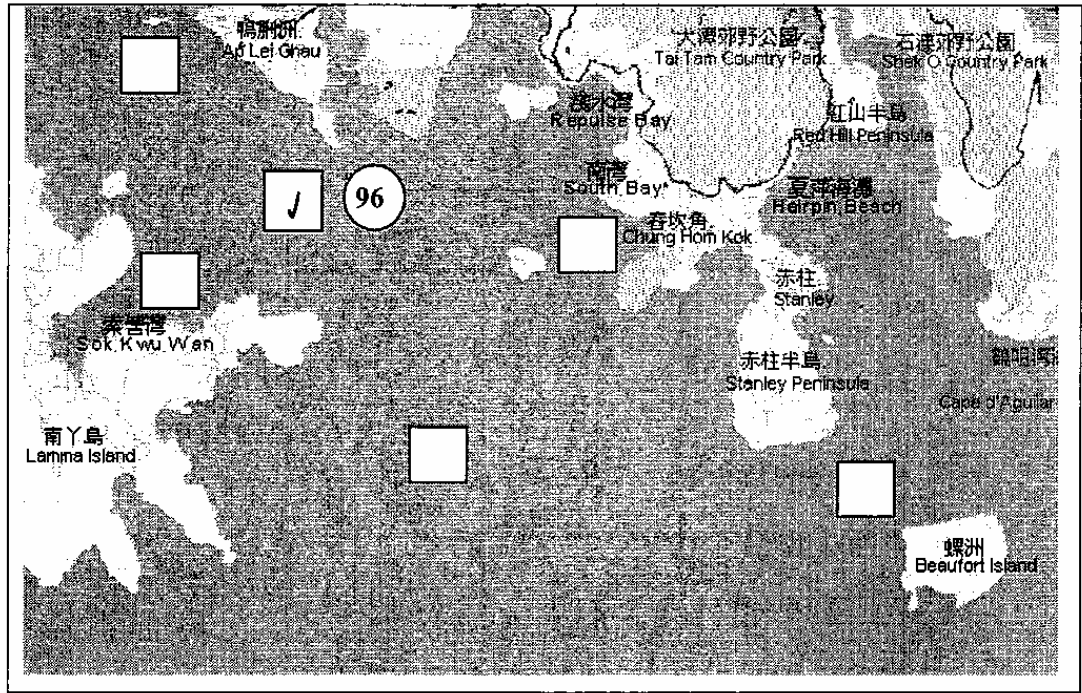 鴨脷洲
Ap Lei Chau
大潭郊野公園
Tai Tam Country Park
石澳郊野公園
Shek O Country Park
淺水灣
Repulse Bay
紅山半島
Red Hill Peninsula
南灣
South Bay
夏萍海灘
Hairpin Beach
✓
96
舂坎角
Chung Hom Kok
赤柱
Stanley
索罟灣
Sok Kwu Wan
赤柱半島
Stanley Peninsula
Cape d'Aguilar
南丫島
Lamma Island
螺洲
Beaufort Island